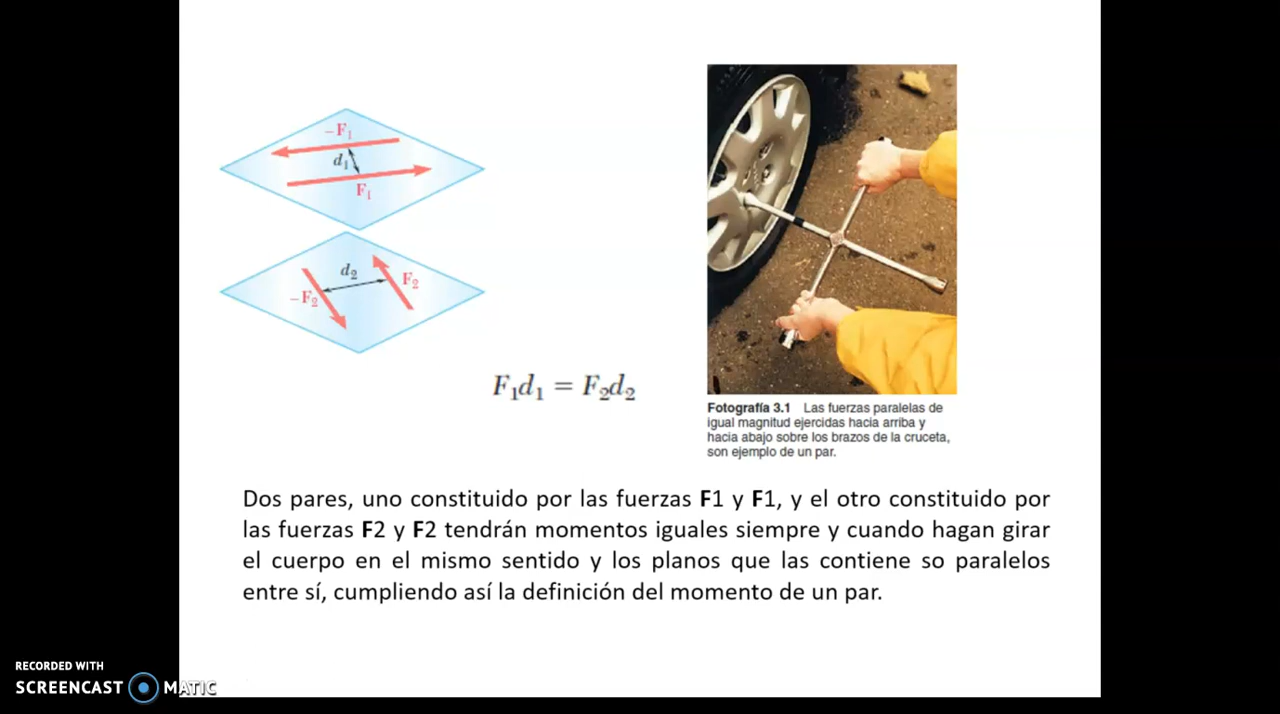 −F₁
d₁
F₁
d₂
−F₂
F₂
F₁d₁ = F₂d₂
Fotografía 3.1 Las fuerzas paralelas de
igual magnitud ejercidas hacia arriba y
hacia abajo sobre los brazos de la cruceta,
son ejemplo de un par.
Dos pares, uno constituido por las fuerzas F1 y F1, y el otro constituido por
las fuerzas F2 y F2 tendrán momentos iguales siempre y cuando hagan girar
el cuerpo en el mismo sentido y los planos que las contiene so paralelos
entre sí, cumpliendo así la definición del momento de un par.
RECORDED WITH
SCREENCAST MATIC